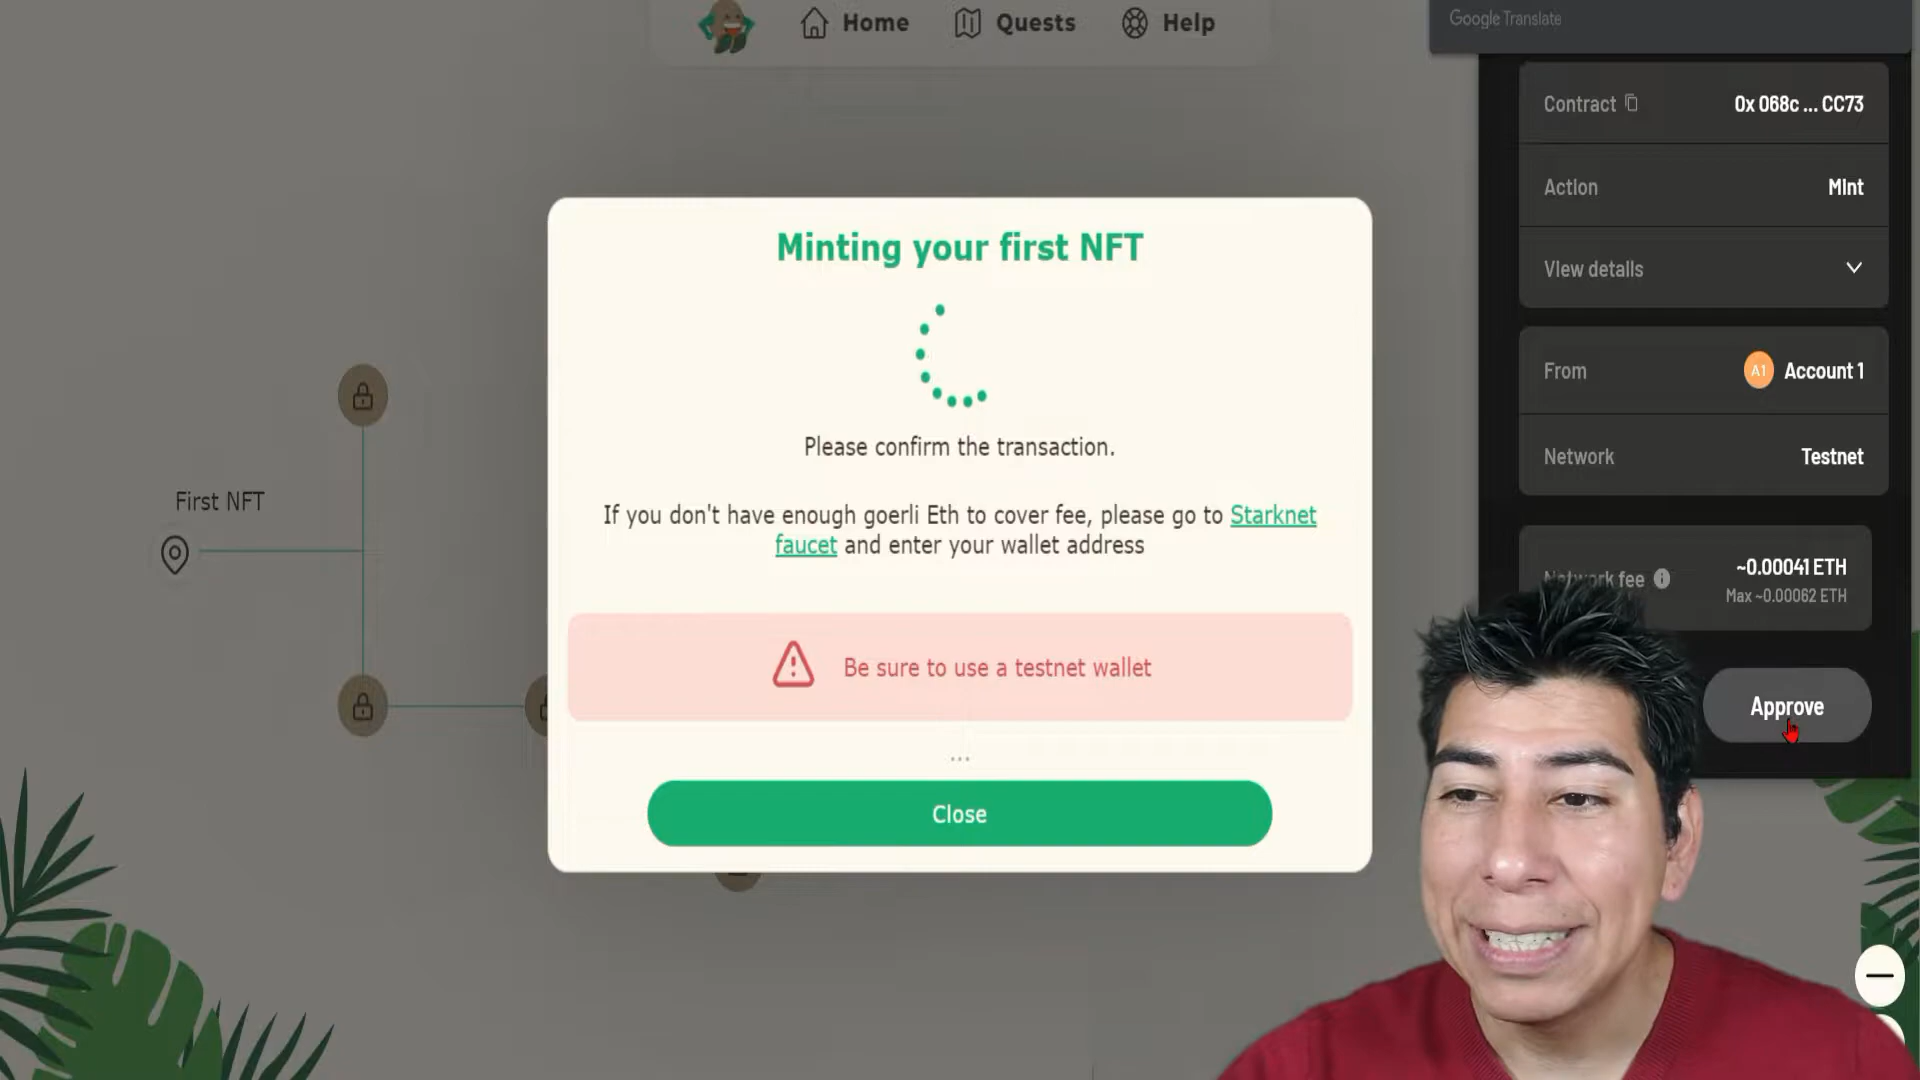 Home
Quests
Help
Google Translate
Contract
0x 068c ... CC73
Action
Mint
View details
From
A1
Account 1
Network
Testnet
Network fee
~0.00041 ETH
Max ~0.00062 ETH
Approve
First NFT
Minting your first NFT
Please confirm the transaction.
If you don't have enough goerli Eth to cover fee, please go to Starknet
faucet and enter your wallet address
Be sure to use a testnet wallet
...
Close